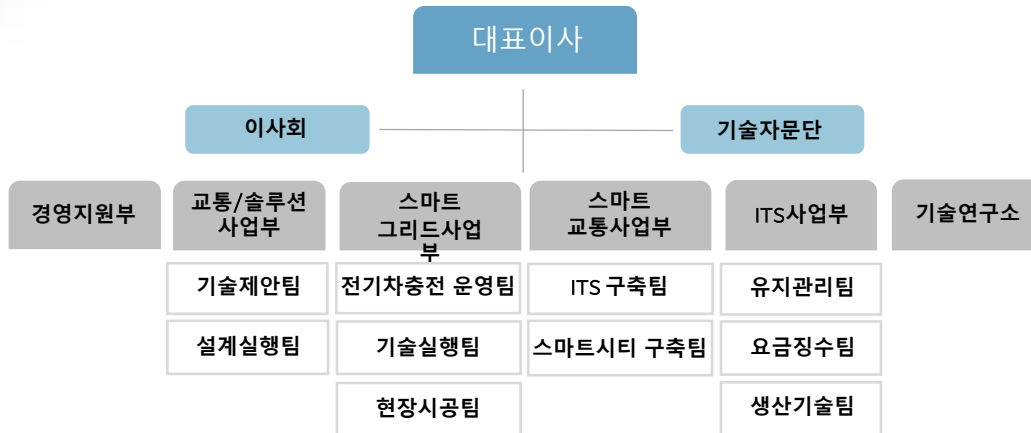 대표이사
이사회
기술자문단
경영지원부
교통/솔루션
사업부
스마트
그리드사업
부
스마트
교통사업부
ITS사업부
기술연구소
기술제안팀
전기차충전 운영팀
ITS 구축팀
유지관리팀
설계실행팀
기술실행팀
스마트시티 구축팀
요금징수팀
현장시공팀
생산기술팀